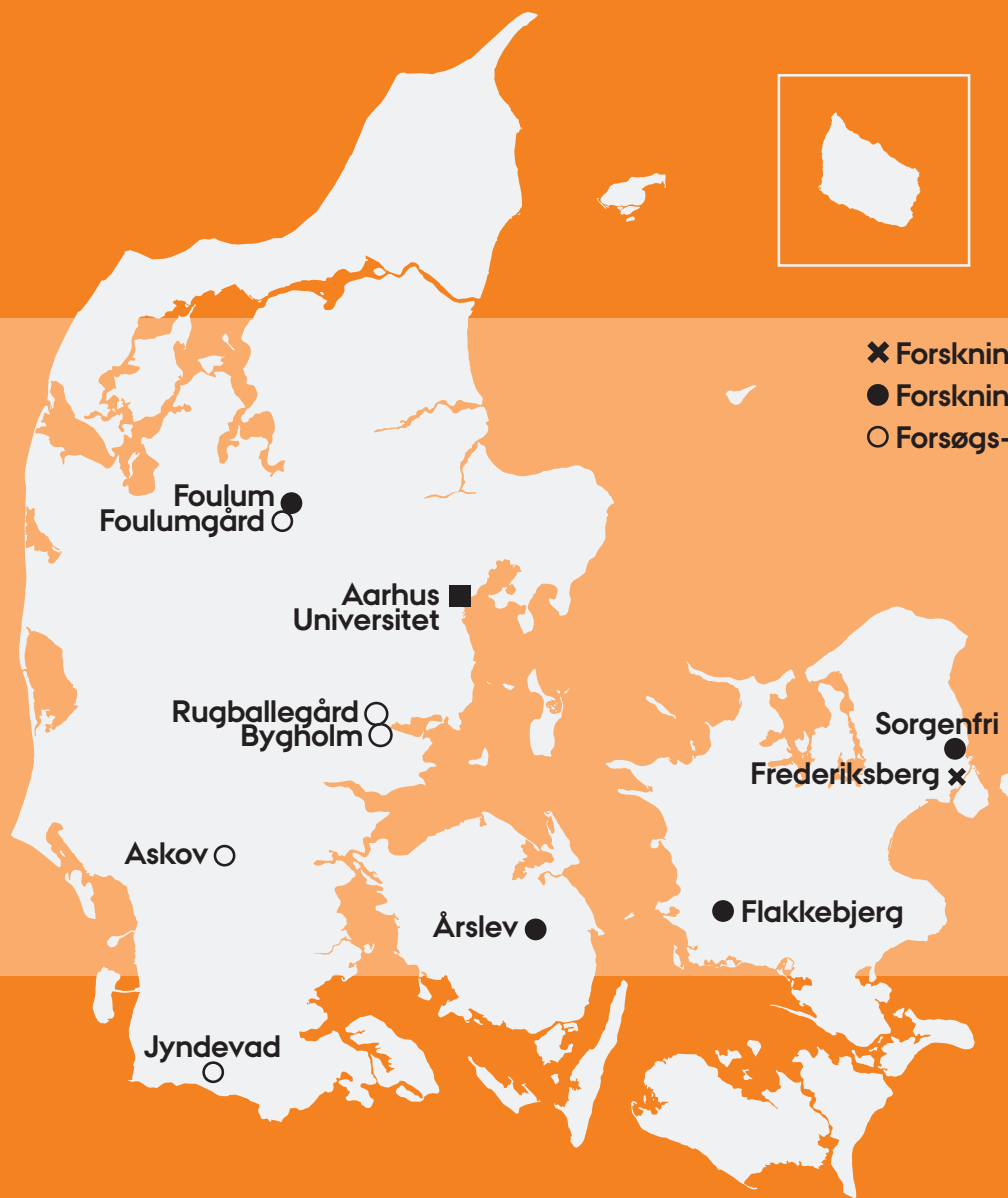 Forsknin
Forsknin
Forsøgs-
Foulum
Foulumgård
Aarhus
Universitet
Rugballegård
Bygholm
Sorgenfri
Frederiksberg
Askov
Flakkebjerg
Årslev
Jyndevad